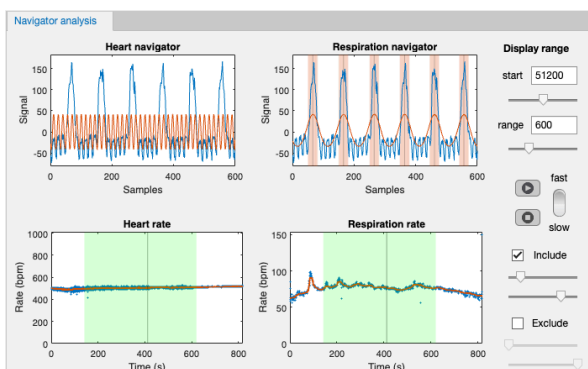 Navigator analysis
Heart navigator
Respiration navigator
Display range
Signal
150
100
50
0
-50
0
200
400
600
Samples
Signal
150
100
50
0
-50
0
200
400
600
Samples
start
51200
range
600
fast
slow
Heart rate
Respiration rate
Rate (bpm)
1000
800
600
400
200
0
0
200
400
600
800
Time (s)
Rate (bpm)
150
100
50
0
0
200
400
600
800
Time (s)
Include
Exclude